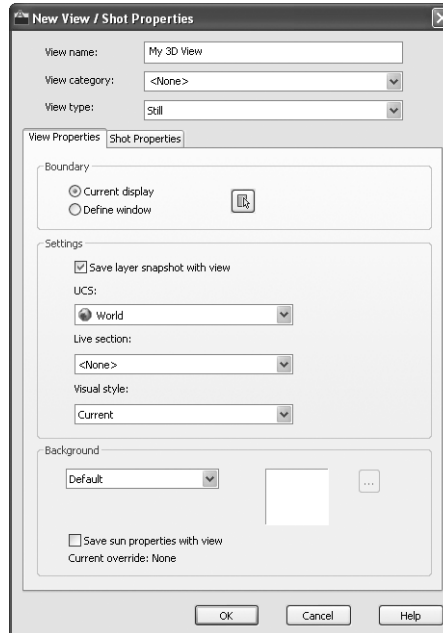 New View / Shot Properties
View name: My 3D View
View category: <None>
View type: Still
View Properties Shot Properties
Boundary
Current display
Define window
Settings
Save layer snapshot with view
UCS:
World
Live section:
<None>
Visual style:
Current
Background
Default
...
Save sun properties with view
Current override: None
OK Cancel Help